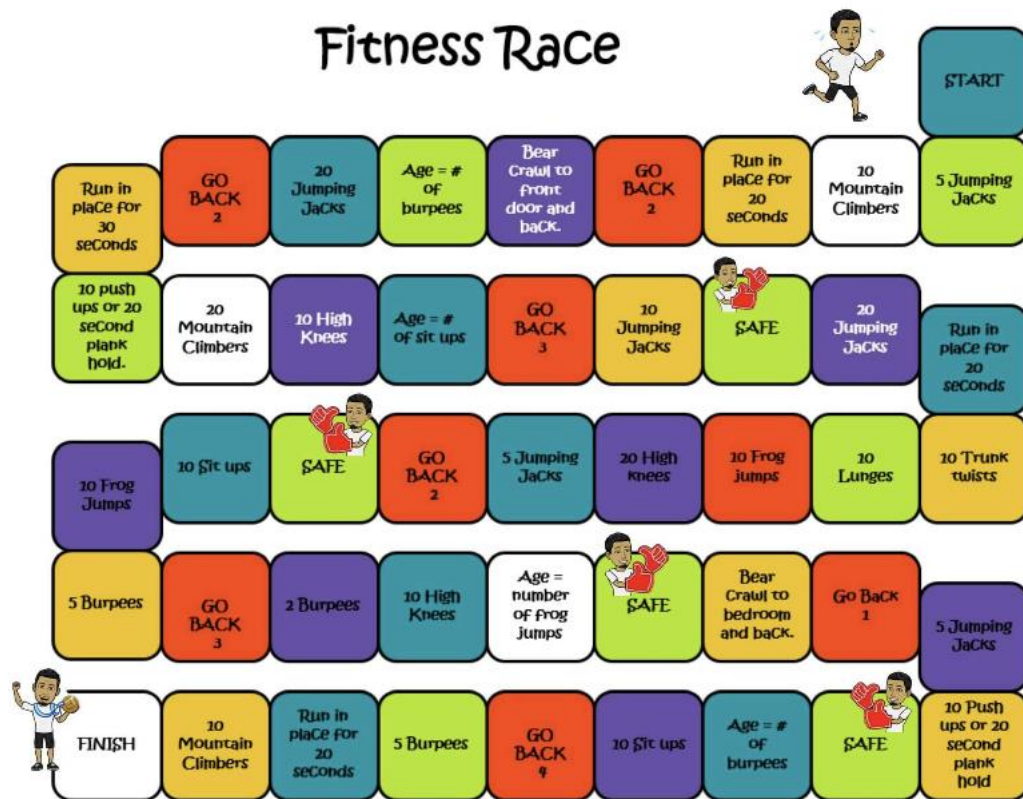 Fitness Race
START
Run in
place for
30
seconds
GO
BACK
2
20
Jumping
Jacks
Age = #
of
burpees
Bear
Crawl to
front
door and
back.
GO
BACK
2
Run in
place for
20
seconds
10
Mountain
Climbers
5 Jumping
Jacks
10 push
ups or 20
second
plank
hold.
20
Mountain
Climbers
10 High
Knees
Age = #
of sit ups
GO
BACK
3
10
Jumping
Jacks
SAFE
20
Jumping
Jacks
Run in
place for
20
seconds
10 Frog
Jumps
10 Sit ups
SAFE
GO
BACK
2
5 Jumping
Jacks
20 High
knees
10 Frog
jumps
10
Lunges
10 Trunk
twists
5 Burpees
GO
BACK
3
2 Burpees
10 High
Knees
Age =
number
of frog
jumps
SAFE
Bear
Crawl to
bedroom
and back.
Go Back
1
5 Jumping
Jacks
FINISH
10
Mountain
Climbers
Run in
place for
20
seconds
5 Burpees
GO
BACK
4
10 Sit ups
Age = #
of
burpees
SAFE
10 Push
ups or 20
second
plank
hold